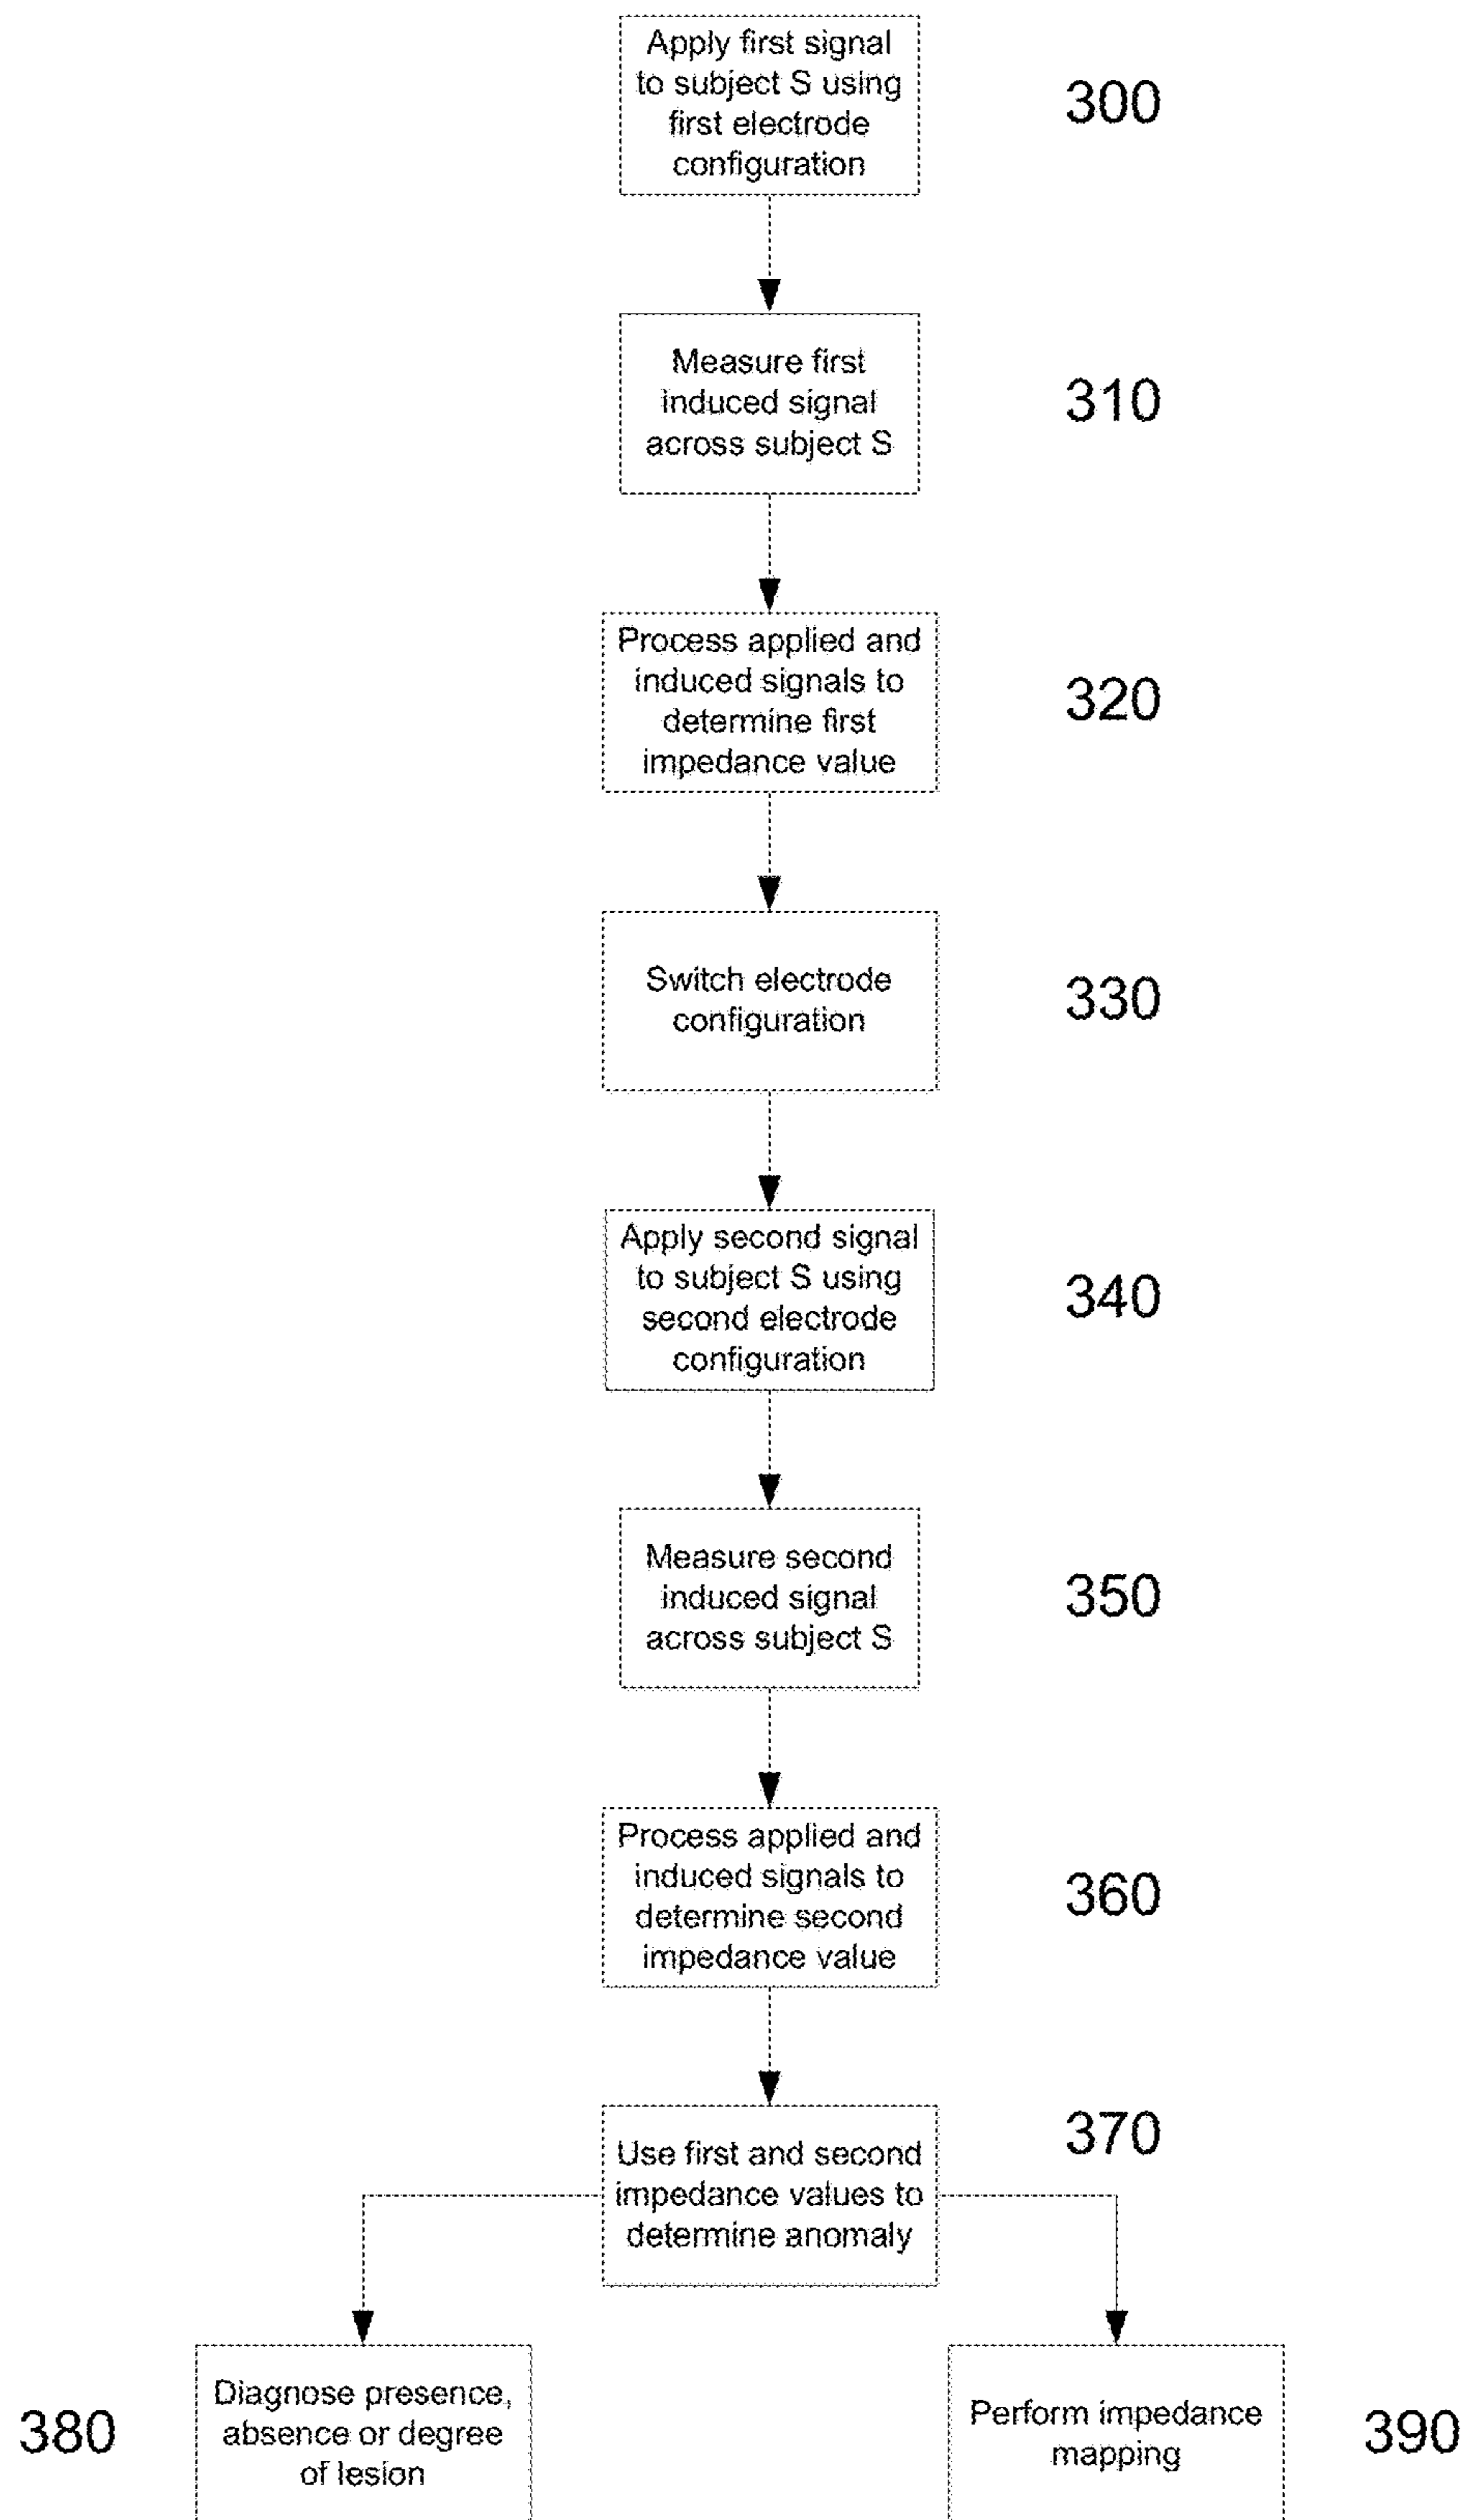 Apply first signal
to subject S using
first electrode
configuration
300
Measure first
induced signal
across subject S
310
Process applied and
induced signals to
determine first
impedance value
320
Switch electrode
configuration
330
Apply second signal
to subject S using
second electrode
configuration
340
Measure second
induced signal
across subject S
350
Process applied and
induced signals to
determine second
impedance value
360
Use first and second
impedance values to
determine anomaly
370
380
Diagnose presence,
absence or degree
of lesion
Perform impedance
mapping
390